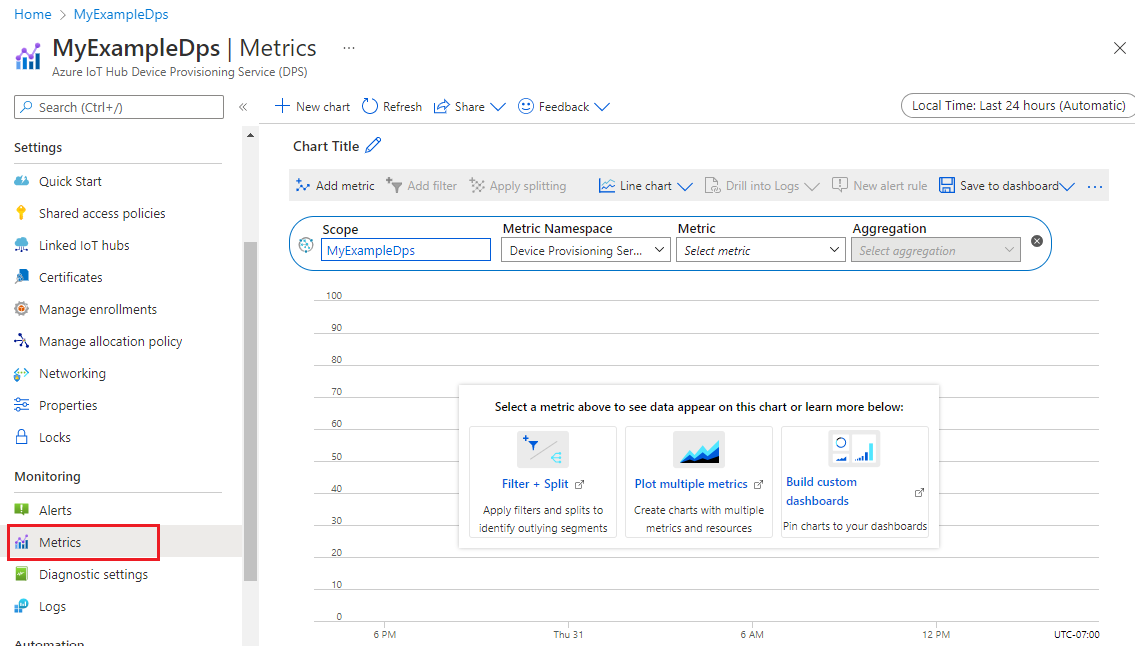 Home > MyExampleDps
MyExampleDps | Metrics ...
Azure IoT Hub Device Provisioning Service (DPS)
Search (Ctrl+/)
«
New chart
Refresh
Share
Feedback
Local Time: Last 24 hours (Automatic)
Settings
Quick Start
Shared access policies
Linked IoT hubs
Certificates
Manage enrollments
Manage allocation policy
Networking
Properties
Locks
Monitoring
Alerts
Metrics
Diagnostic settings
Logs
Automation
Chart Title
Add metric
Add filter
Apply splitting
Line chart
Drill into Logs
New alert rule
Save to dashboard
...
Scope
MyExampleDps
Metric Namespace
Device Provisioning Ser...
Metric
Select metric
Aggregation
Select aggregation
100
90
80
70
60
50
40
30
20
10
0
Select a metric above to see data appear on this chart or learn more below:
Filter + Split
Apply filters and splits to
identify outlying segments
Plot multiple metrics
Create charts with multiple
metrics and resources
Build custom
dashboards
Pin charts to your dashboards
6 PM
Thu 31
6 AM
12 PM
UTC-07:00